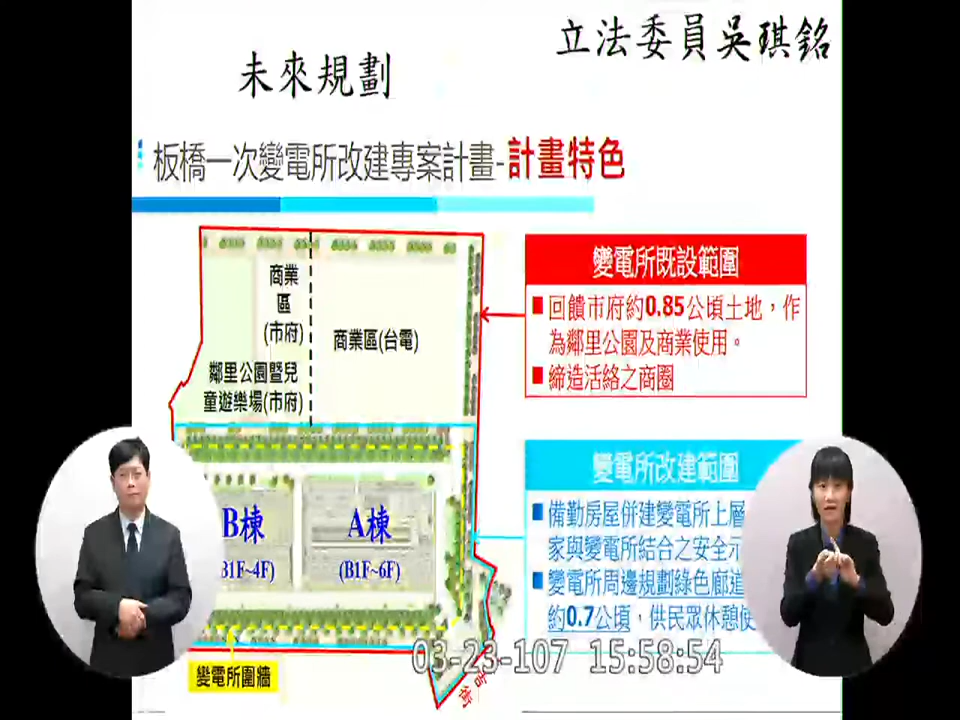 立法委員吳琪銘
未來規劃
板橋一次變電所改建專案計畫-計畫特色
商業
區
(市府)
商業區(台電)
鄰里公園暨兒
童遊樂場(市府)
變電所既設範圍
回饋市府約0.85公頃土地，作
為鄰里公園及商業使用。
締造活絡之商圈
變電所改建範圍
備勤房屋併建變電所上層
家與變電所結合之安全示
變電所周邊規劃綠色廊道
約0.7公頃，供民眾休憩使
B棟
B1F~4F)
A棟
(B1F~6F)
變電所圍牆
03-23-107 15:58:54